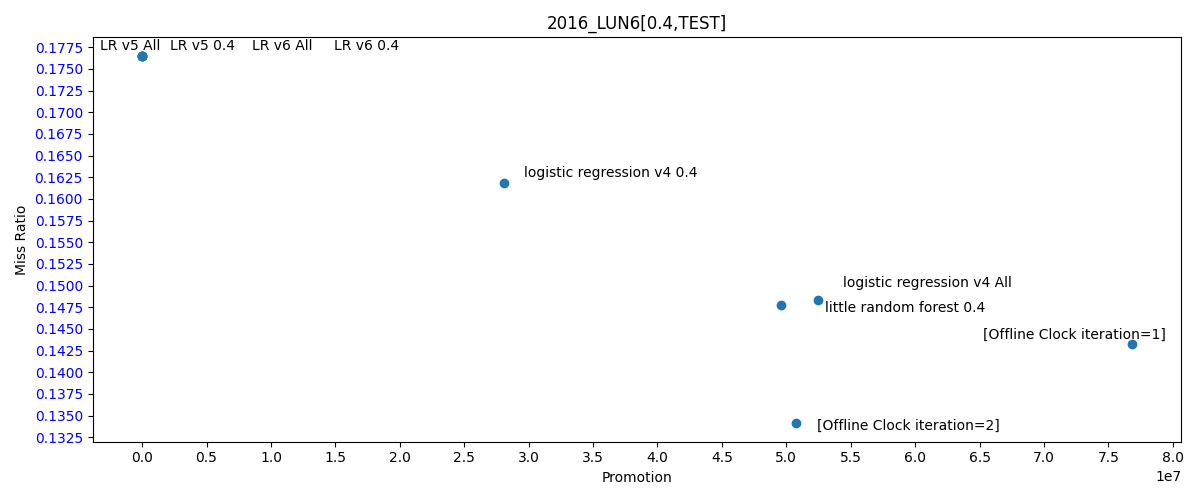 2016_LUN6[0.4,TEST]
LR v5 All LR v5 0.4 LR v6 All LR v6 0.4
logistic regression v4 0.4
logistic regression v4 All
little random forest 0.4
[Offline Clock iteration=1]
[Offline Clock iteration=2]
Miss Ratio
0.1775
0.1750
0.1725
0.1700
0.1675
0.1650
0.1625
0.1600
0.1575
0.1550
0.1525
0.1500
0.1475
0.1450
0.1425
0.1400
0.1375
0.1350
0.1325
0.0 0.5 1.0 1.5 2.0 2.5 3.0 3.5 4.0 4.5 5.0 5.5 6.0 6.5 7.0 7.5 8.0
1e7
Promotion